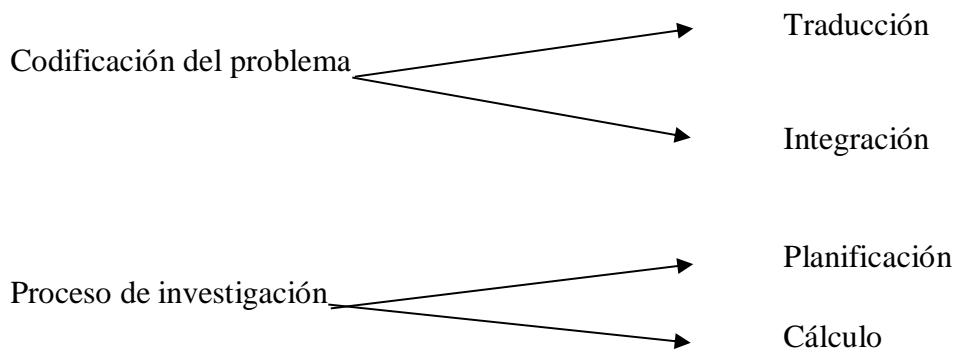 Traducción
Codificación del problema
Integración
Planificación
Proceso de investigación
Cálculo